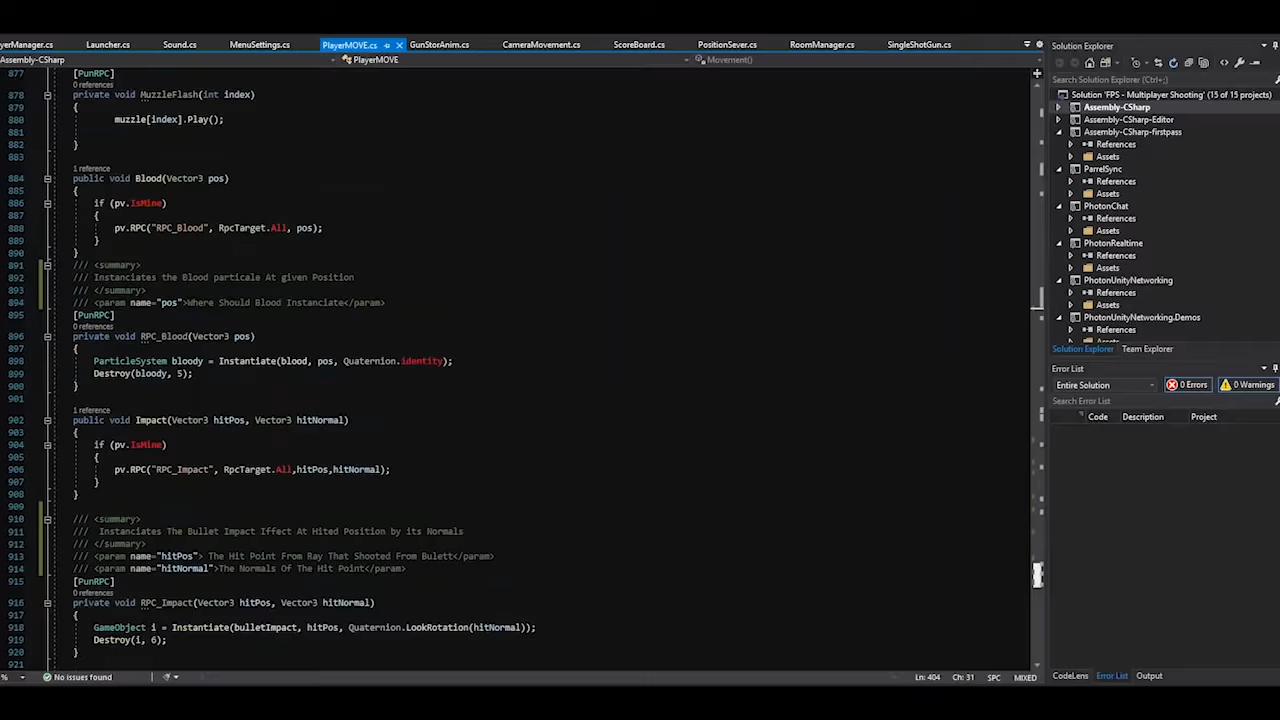 yerManager.cs Launcher.cs Sound.cs MenuSettings.cs PlayerMOVE.cs GunStorAnim.cs CameraMovement.cs ScoreBoard.cs PositionSever.cs RoomManager.cs SingleShotGun.cs
Assembly-CSharp PlayerMOVE Movement()
877 [PunRPC]
0 references
878 private void MuzzleFlash(int index)
879 {
880 muzzle[index].Play();
881
882 }
883
1 reference
884 public void Blood(Vector3 pos)
885 {
886 if (pv.IsMine)
887 {
888 pv.RPC("RPC_Blood", RpcTarget.All, pos);
889 }
890 }
891 /// <summary>
892 /// Instanciates the Blood particale At given Position
893 /// </summary>
894 /// <param name="pos">Where Should Blood Instanciate</param>
895 [PunRPC]
0 references
896 private void RPC_Blood(Vector3 pos)
897 {
898 ParticleSystem bloody = Instantiate(blood, pos, Quaternion.identity);
899 Destroy(bloody, 5);
900 }
901
1 reference
902 public void Impact(Vector3 hitPos, Vector3 hitNormal)
903 {
904 if (pv.IsMine)
905 {
906 pv.RPC("RPC_Impact", RpcTarget.All,hitPos,hitNormal);
907 }
908 }
909
910 /// <summary>
911 /// Instanciates The Bullet Impact Iffect At Hited Position by its Normals
912 /// </summary>
913 /// <param name="hitPos"> The Hit Point From Ray That Shooted From Bulett</param>
914 /// <param name="hitNormal">The Normals Of The Hit Point</param>
915 [PunRPC]
0 references
916 private void RPC_Impact(Vector3 hitPos, Vector3 hitNormal)
917 {
918 GameObject i = Instantiate(bulletImpact, hitPos, Quaternion.LookRotation(hitNormal));
919 Destroy(i, 6);
920 }
921
% No issues found Ln: 404 Ch: 31 SPC MIXED
Solution Explorer
Search Solution Explorer
Solution 'FPS - Multiplayer Shooting' (15 of 15 projects)
Assembly-CSharp
Assembly-CSharp-Editor
Assembly-CSharp-firstpass
References
Assets
ParrelSync
References
Assets
PhotonChat
References
Assets
PhotonRealtime
References
Assets
PhotonUnityNetworking
References
Assets
PhotonUnityNetworking.Demos
References
Solution Explorer Team Explorer
Error List
Entire Solution 0 Errors 0 Warnings
Search Error List
Code Description Project
CodeLens Error List Output